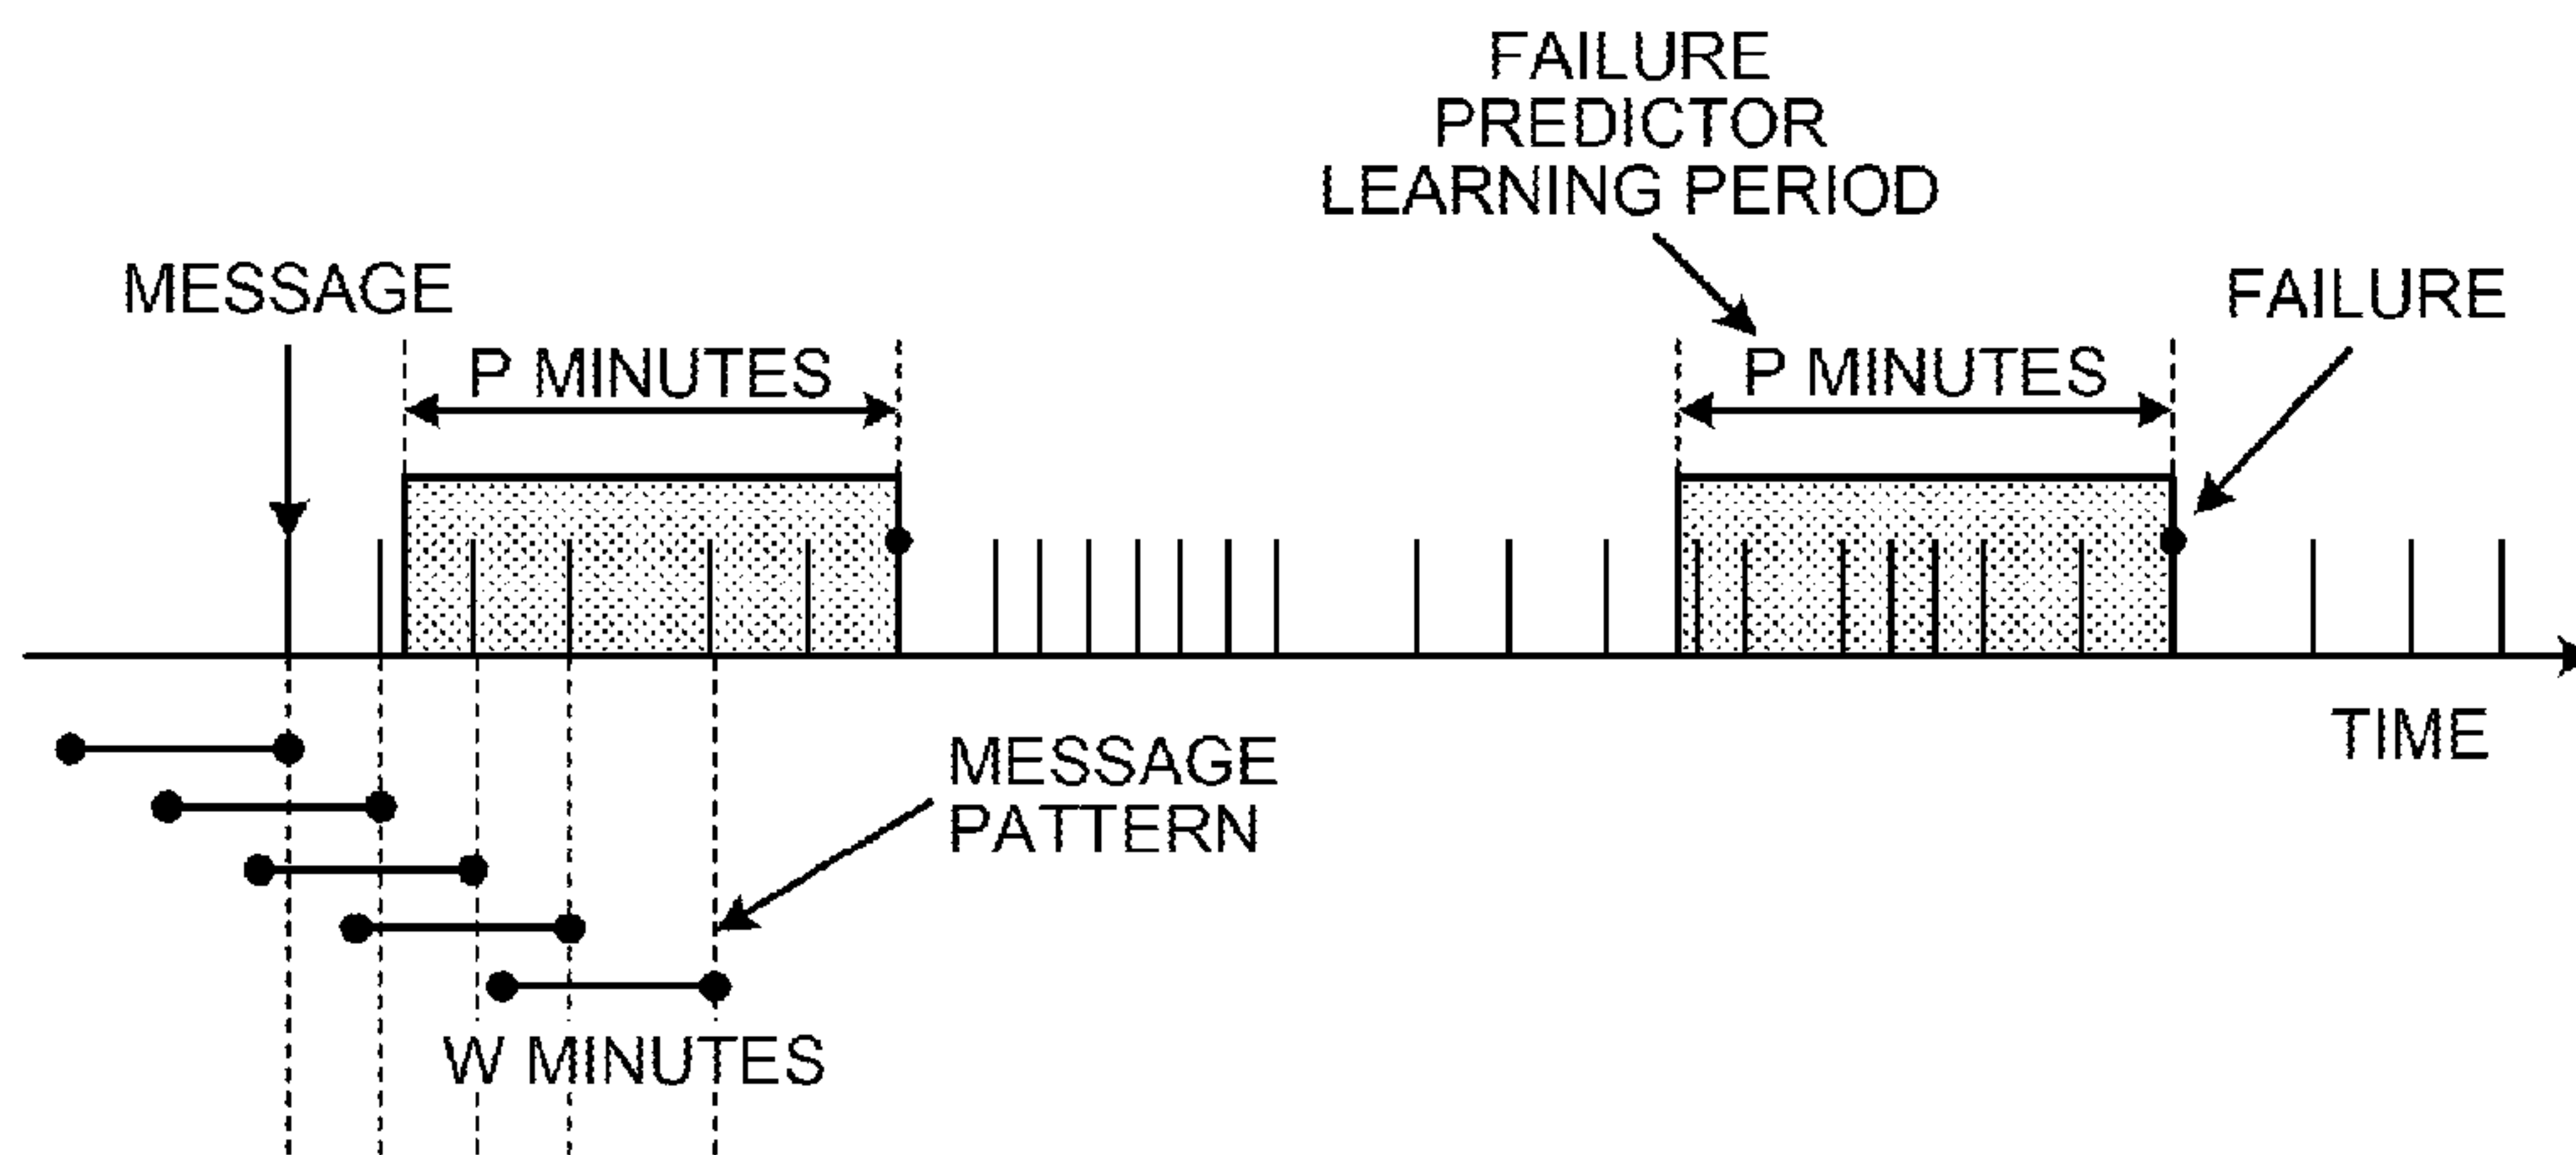 FAILURE
PREDICTOR
LEARNING PERIOD
MESSAGE
FAILURE
P MINUTES
P MINUTES
TIME
MESSAGE
PATTERN
W MINUTES